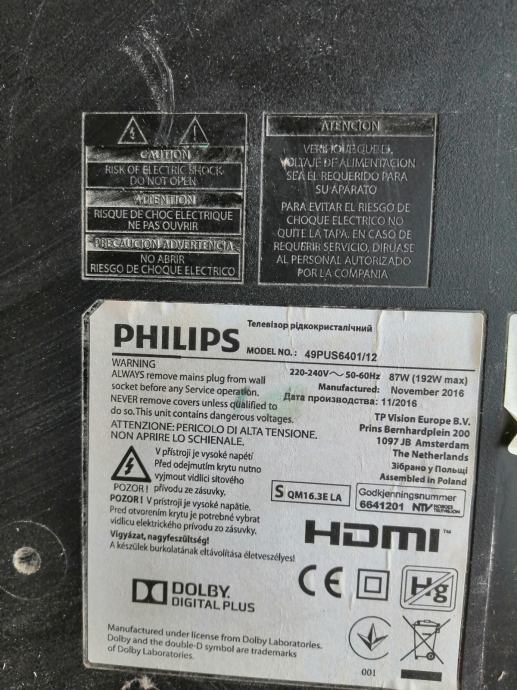 CAUTION
RISK OF ELECTRIC SHOCK
DO NOT OPEN
ATTENTION
RISQUE DE CHOC ELECTRIQUE
NE PAS OUVRIR
PRECAUCION ADVERTENCIA
NO ABRIR
RIESGO DE CHOQUE ELECTRICO
ATENCION
VERIFIQUE QUE EL
VOLTAJE DE ALIMENTACION
SEA EL REQUERIDO PARA
SU APARATO
PARA EVITAR EL RIESGO DE
CHOQUE ELECTRICO NO
QUITE LA TAPA. EN CASO DE
REQUERIR SERVICIO, DIRIJASE
AL PERSONAL AUTORIZADO
POR LA COMPANIA
Телевізор рідкокристалічний
PHILIPS MODEL NO.: 49PUS6401/12
220-240V~ 50-60Hz 87W (192W max)
Manufactured: November 2016
Дата производства: 11/2016
TP Vision Europe B.V.
Prins Bernhardplein 200
1097 JB Amsterdam
The Netherlands
Зібрано у Польщі
Assembled in Poland
WARNING
ALWAYS remove mains plug from wall
socket before any Service operation.
NEVER remove covers unless qualified to
do so. This unit contains dangerous voltages.
ATTENZIONE: PERICOLO DI ALTA TENSIONE.
NON APRIRE LO SCHIENALE.
V přístroji je vysoké napětí
Před odejmutím krytu nutno
vyjmout vidlici síťového
POZOR! přívodu ze zásuvky.
POZOR! V prístroji je vysoké napätie.
Pred otvorením krytu je potrebné vybrať
vidlicu elektrického prívodu zo zásuvky.
Vigyázat, nagyfeszültség!
A készülek burkolatának eltávolítása életveszélyes!
S QM16.3E LA
Godkjenningsnummer
6641201 NTV NORGES
TELEVISJON
HDMI™
DOLBY
DIGITAL PLUS
CE
Hg
Manufactured under license from Dolby Laboratories.
Dolby and the double-D symbol are trademarks
of Dolby Laboratories.
001